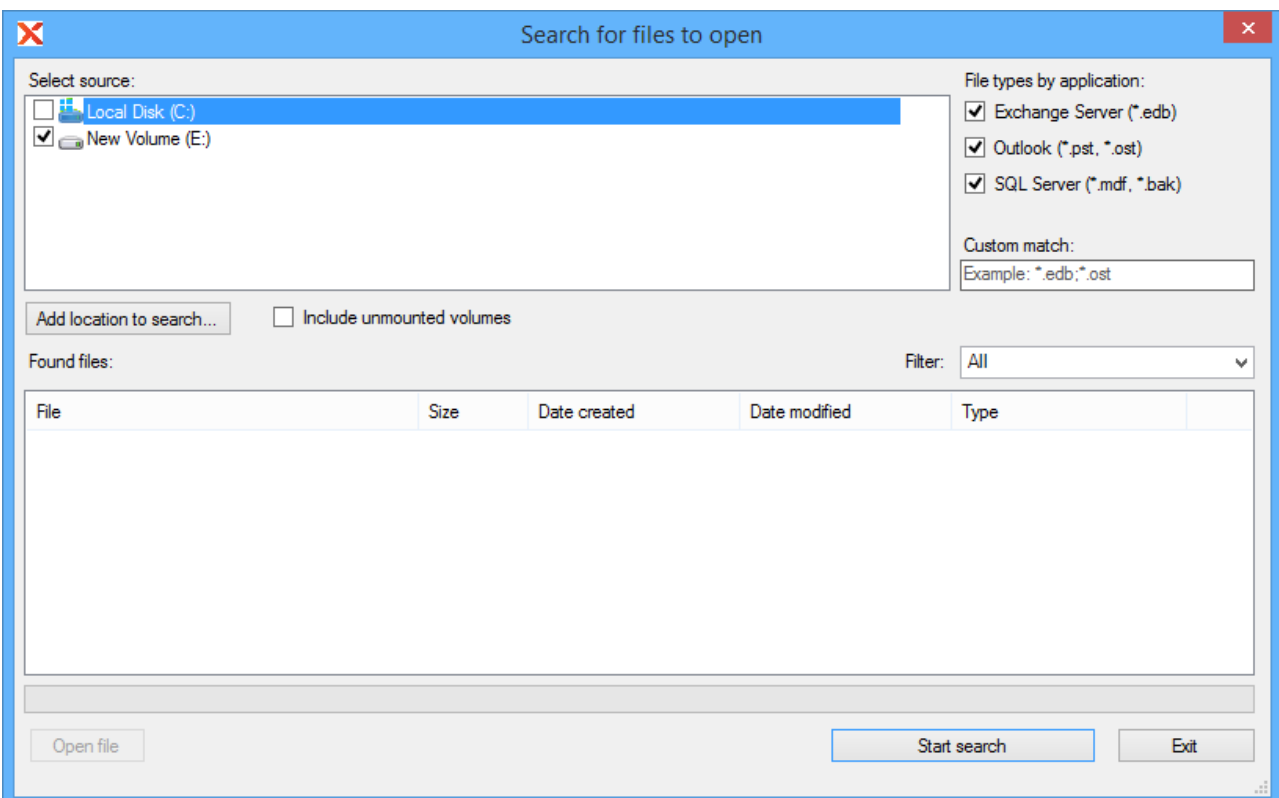 Search for files to open
Select source:
File types by application:
Local Disk (C:)
Exchange Server (*.edb)
New Volume (E:)
Outlook (*.pst, *.ost)
SQL Server (*.mdf, *.bak)
Custom match:
Example: *.edb;*.ost
Add location to search...
Include unmounted volumes
Found files:
Filter: All
File Size Date created Date modified Type
Open file
Start search
Exit